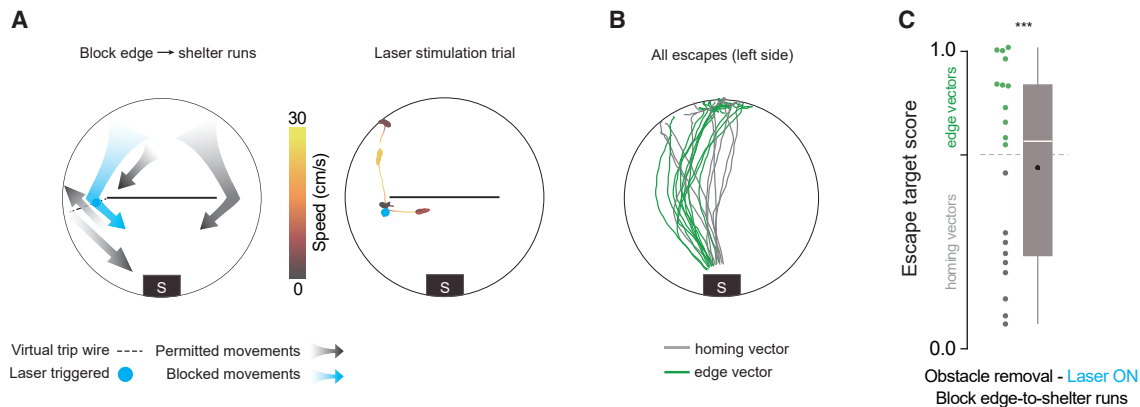 A
Block edge → shelter runs
Laser stimulation trial
30
Speed (cm/s)
0
S
S
Virtual trip wire
Permitted movements
Laser triggered
Blocked movements
B
All escapes (left side)
S
homing vector
edge vector
C
***
1.0
edge vectors
Escape target score
homing vectors
0.0
Obstacle removal - Laser ON
Block edge-to-shelter runs